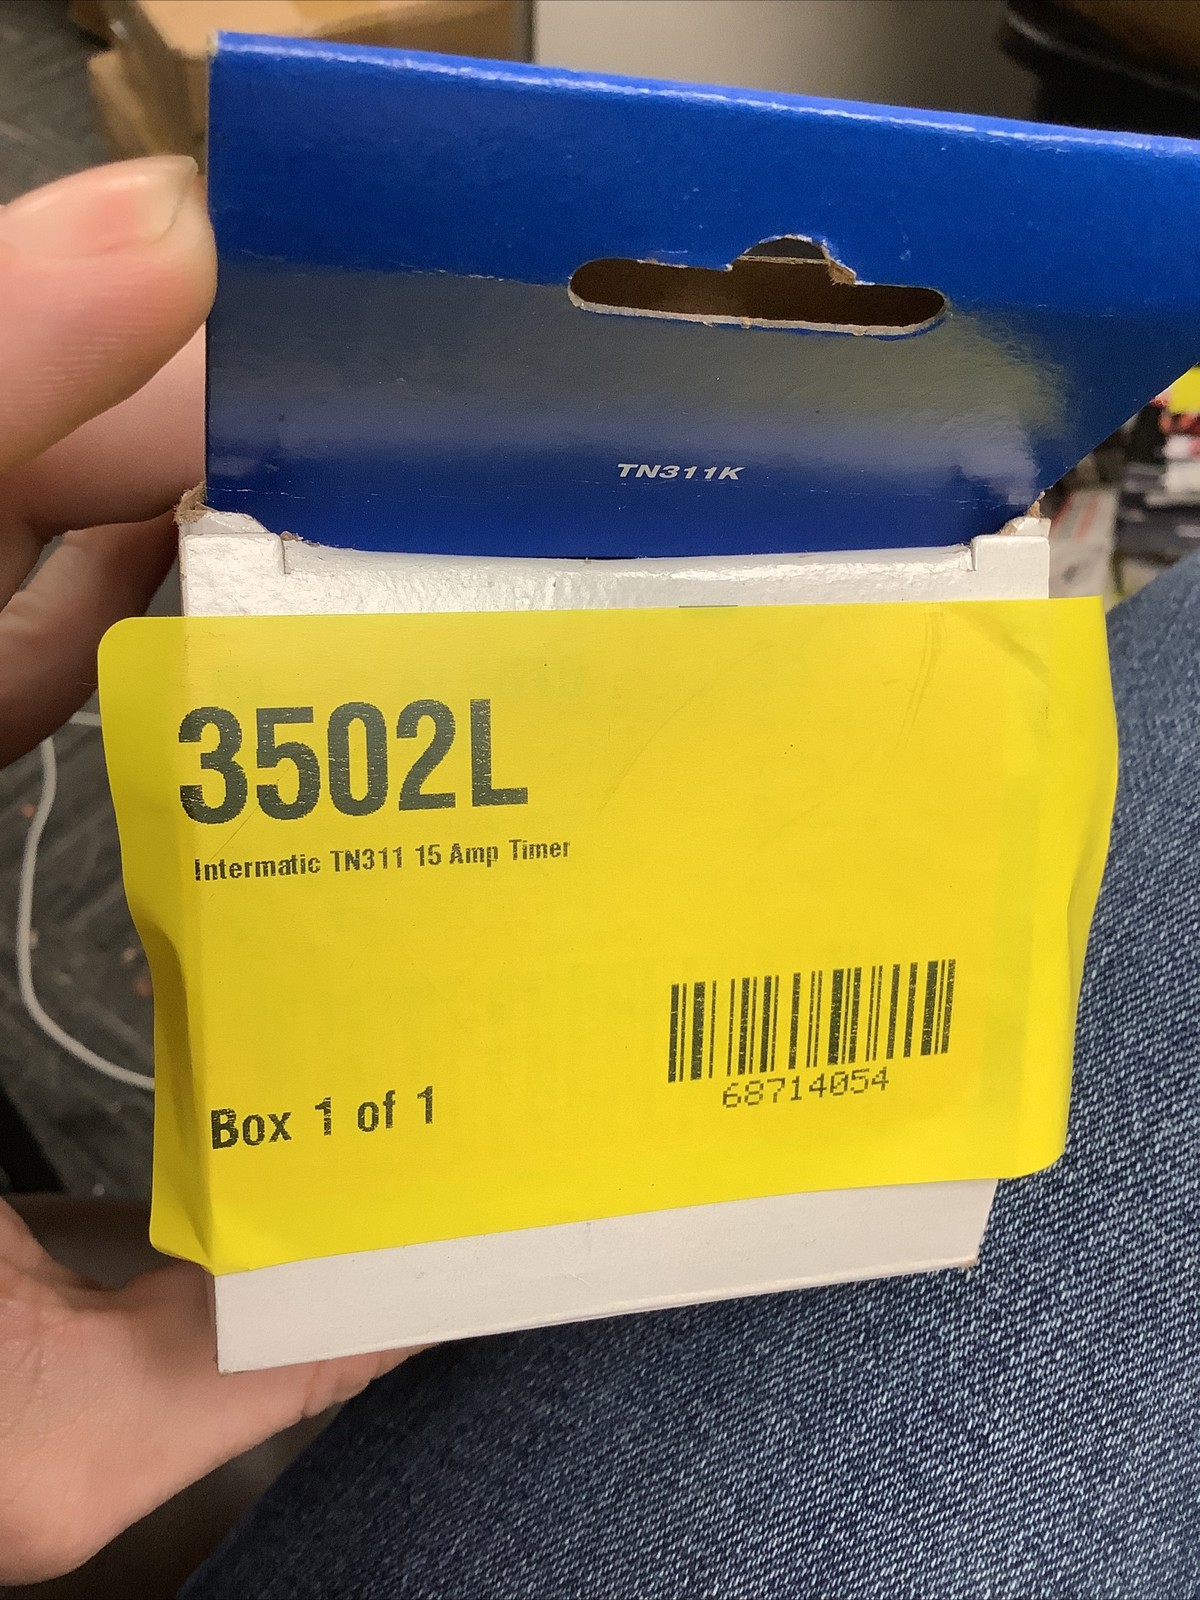 TN311K
3502L
Intermatic TN311 15 Amp Timer
68714054
Box 1 of 1